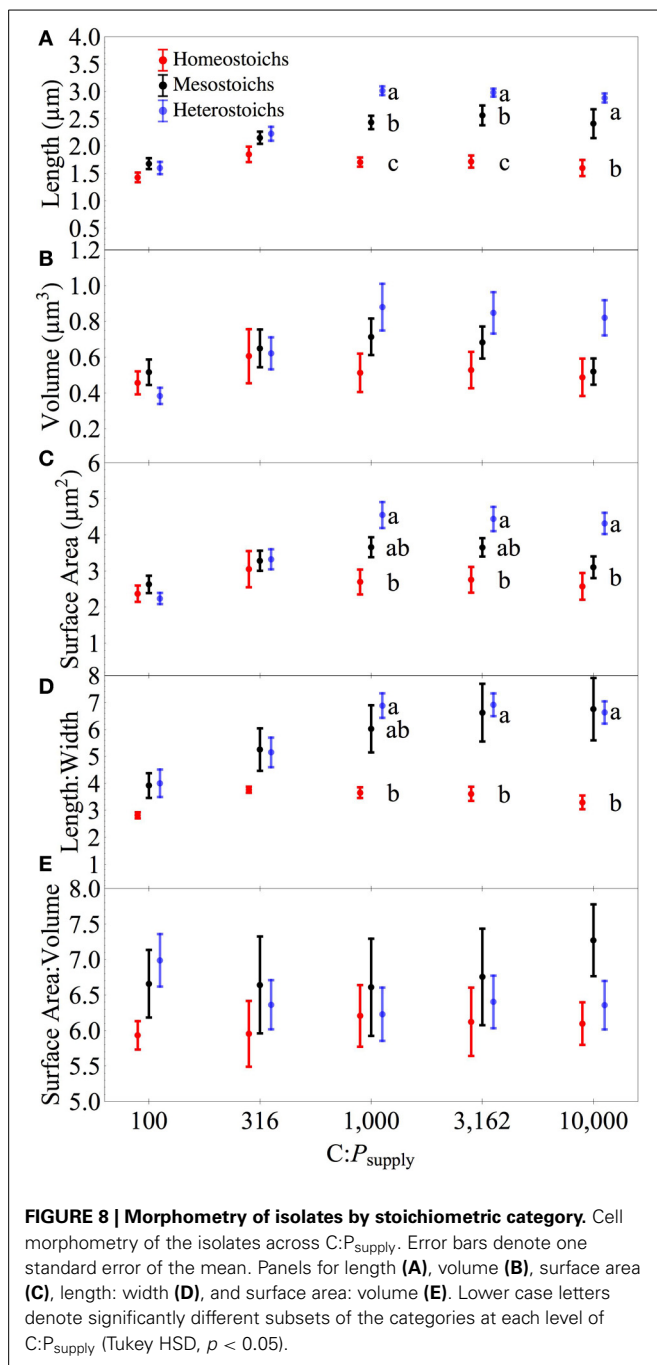 A
Homeostoichs
Mesostoichs
Heterostoichs
Length (μm)
4.0
3.5
3.0
2.5
2.0
1.5
1.0
0.5
a a
b b a
c c b
B
Volume (μm³)
1.2
1.0
0.8
0.6
0.4
0.2
C
Surface Area (μm²)
6
5
4
3
2
1
a a a
ab ab
b b b
D
Length:Width
8
7
6
5
4
3
2
1
a
ab a a
b b b
E
Surface Area:Volume
8.0
7.5
7.0
6.5
6.0
5.5
5.0
100 316 1,000 3,162 10,000
C:P supply
FIGURE 8 | Morphometry of isolates by stoichiometric category. Cell
morphometry of the isolates across C:P supply. Error bars denote one
standard error of the mean. Panels for length (A), volume (B), surface area
(C), length: width (D), and surface area: volume (E). Lower case letters
denote significantly different subsets of the categories at each level of
C:P supply (Tukey HSD, p < 0.05).